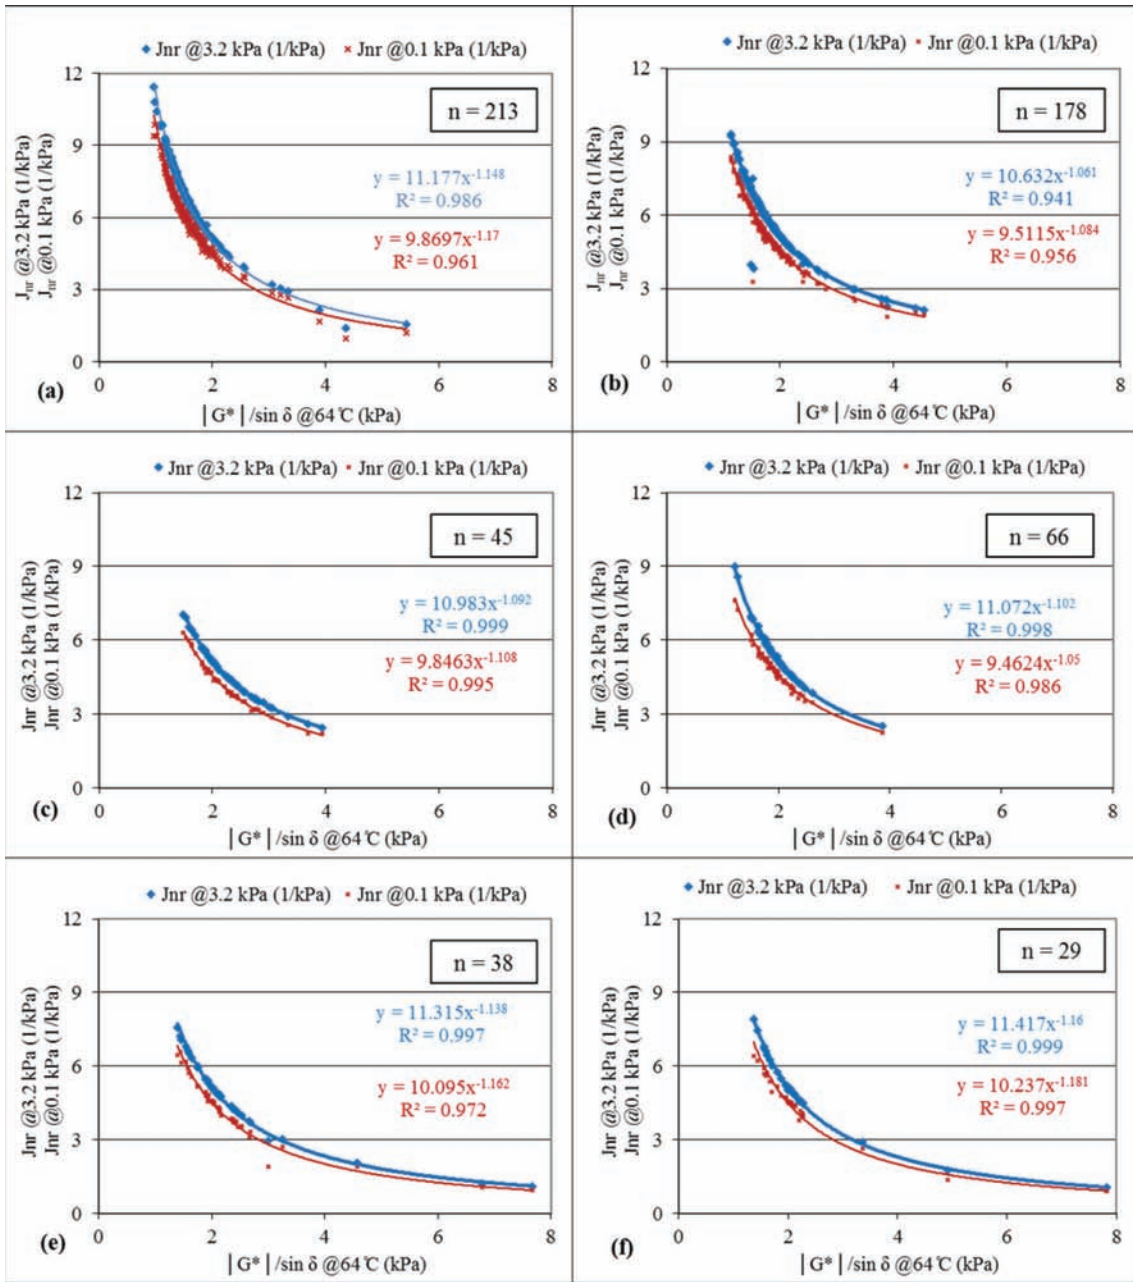 ◆ Jnr @3.2 kPa (1/kPa) × Jnr @0.1 kPa (1/kPa)
n = 213
y = 11.177x^-1.148
R² = 0.986
y = 9.8697x^-1.17
R² = 0.961
J_nr @3.2 kPa (1/kPa)
J_nr @0.1 kPa (1/kPa)
12
9
6
3
0
0 2 4 6 8
(a)
|G*|/sin δ @64℃ (kPa)
◆ Jnr @3.2 kPa (1/kPa) ▪ Jnr @0.1 kPa (1/kPa)
n = 178
y = 10.632x^-1.061
R² = 0.941
y = 9.5115x^-1.084
R² = 0.956
J_nr @3.2 kPa (1/kPa)
J_nr @0.1 kPa (1/kPa)
12
9
6
3
0
0 2 4 6 8
(b)
|G*|/sin δ @64℃ (kPa)
◆ Jnr @3.2 kPa (1/kPa) ▪ Jnr @0.1 kPa (1/kPa)
n = 45
y = 10.983x^-1.092
R² = 0.999
y = 9.8463x^-1.108
R² = 0.995
Jnr @3.2 kPa (1/kPa)
Jnr @0.1 kPa (1/kPa)
12
9
6
3
0
0 2 4 6 8
(c)
|G*|/sin δ @64℃ (kPa)
◆ Jnr @3.2 kPa (1/kPa) ▪ Jnr @0.1 kPa (1/kPa)
n = 66
y = 11.072x^-1.102
R² = 0.998
y = 9.4624x^-1.05
R² = 0.986
Jnr @3.2 kPa (1/kPa)
Jnr @0.1 kPa (1/kPa)
12
9
6
3
0
0 2 4 6 8
(d)
|G*|/sin δ @64℃ (kPa)
◆ Jnr @3.2 kPa (1/kPa) ▪ Jnr @0.1 kPa (1/kPa)
n = 38
y = 11.315x^-1.138
R² = 0.997
y = 10.095x^-1.162
R² = 0.972
Jnr @3.2 kPa (1/kPa)
Jnr @0.1 kPa (1/kPa)
12
9
6
3
0
0 2 4 6 8
(e)
|G*|/sin δ @64℃ (kPa)
◆ Jnr @3.2 kPa (1/kPa) ▪ Jnr @0.1 kPa (1/kPa)
n = 29
y = 11.417x^-1.16
R² = 0.999
y = 10.237x^-1.181
R² = 0.997
Jnr @3.2 kPa (1/kPa)
Jnr @0.1 kPa (1/kPa)
12
9
6
3
0
0 2 4 6 8
(f)
|G*|/sin δ @64℃ (kPa)